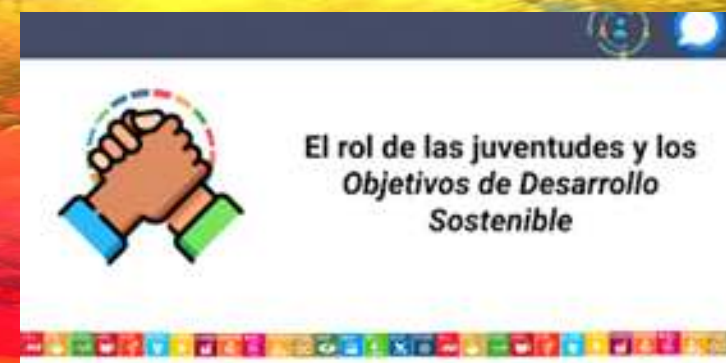 El rol de las juventudes y los
Objetivos de Desarrollo
Sostenible